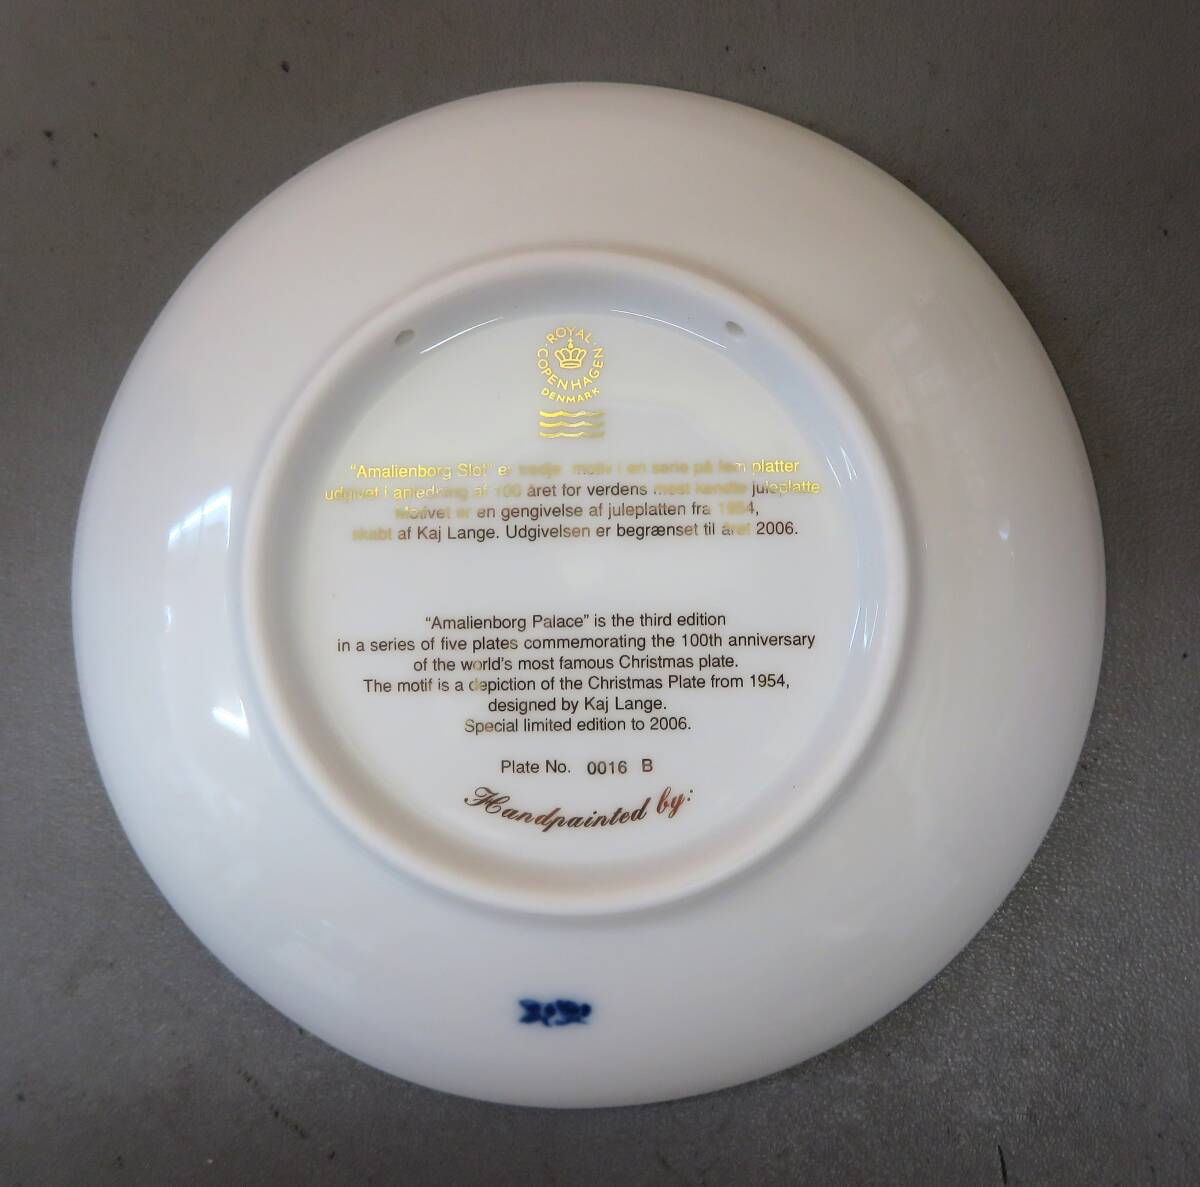 ROYAL
COPENHAGEN
DENMARK
“Amalienborg Slot” er tredje motiv i en serie på fem platter
udgivet i anledning af 100 året for verdens mest kendte juleplatte.
Motivet er en gengivelse af juleplatten fra 1954,
skabt af Kaj Lange. Udgivelsen er begrænset til året 2006.
“Amalienborg Palace” is the third edition
in a series of five plates commemorating the 100th anniversary
of the world's most famous Christmas plate.
The motif is a depiction of the Christmas Plate from 1954,
designed by Kaj Lange.
Special limited edition to 2006.
Plate No. 0016 B
Handpainted by: